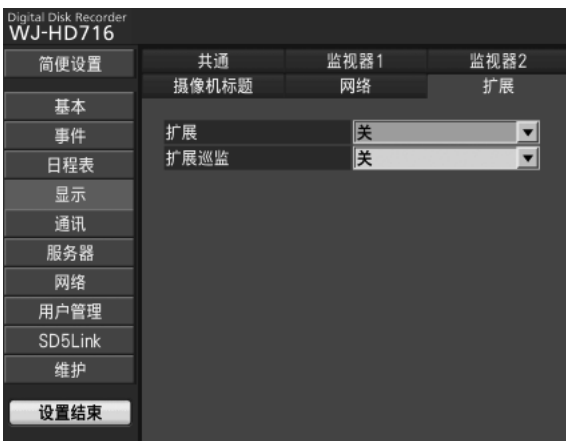 Digital Disk Recorder
WJ-HD716
简便设置
基本
事件
日程表
显示
通讯
服务器
网络
用户管理
SD5Link
维护
设置结束
共通 监视器1 监视器2
摄像机标题 网络 扩展
扩展 关
扩展巡监 关